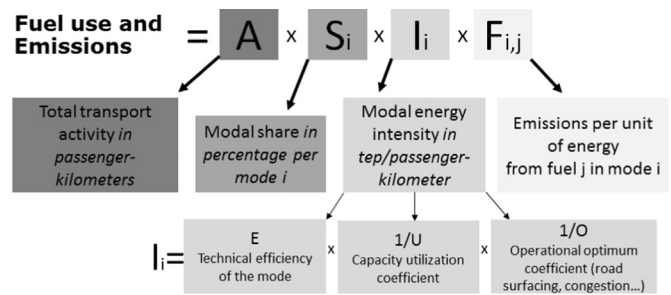 Fuel use and
Emissions
= A x Si x Ii x Fi,j
Total transport
activity in
passenger-
kilometers
Modal share in
percentage per
mode i
Modal energy
intensity in
tep/passenger-
kilometer
Emissions per unit
of energy
from fuel j in mode i
Ii=
E
Technical efficiency
of the mode
x
1/U
Capacity utilization
coefficient
x
1/O
Operational optimum
coefficient (road
surfacing, congestion...)